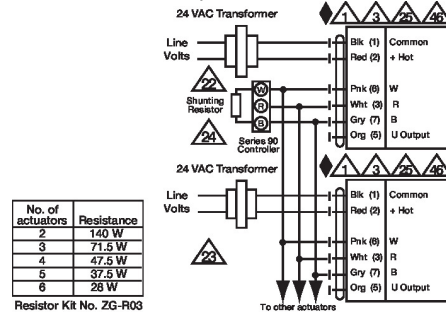 24 VAC Transformer
1 3 25 46
Line
Volts
Blk (1) Common
Red (2) + Hot
22
Shunting
Resistor
W
R
B
Pnk (6) W
Wht (3) R
Gry (7) B
Org (5) U Output
24
Series 90
Controller
24 VAC Transformer
1 3 25 46
Line
Volts
Blk (1) Common
Red (2) + Hot
23
Pnk (6) W
Wht (3) R
Gry (7) B
Org (5) U Output
To other actuators
No. of
actuators Resistance
2 140 W
3 71.5 W
4 47.5 W
5 37.5 W
6 28 W
Resistor Kit No. ZG-R03